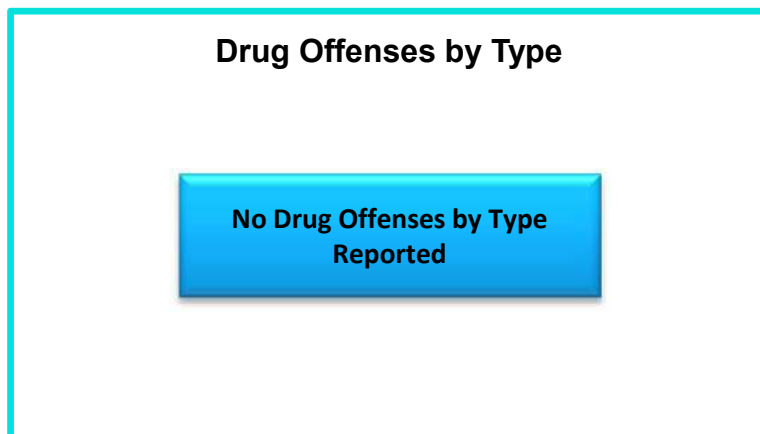 Drug Offenses by Type
No Drug Offenses by Type
Reported